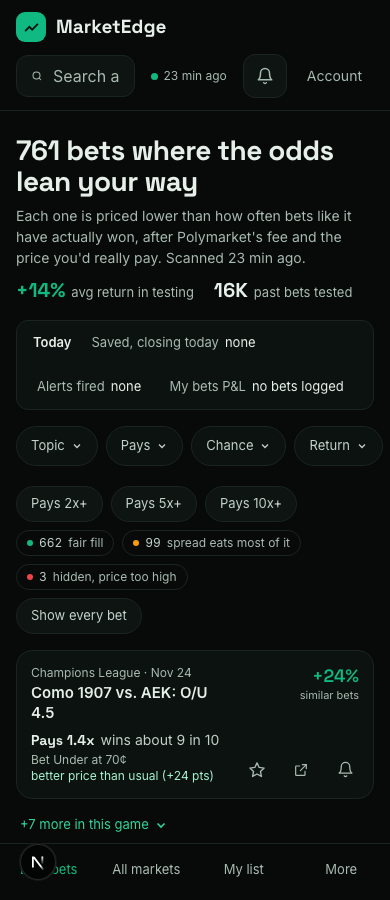 MarketEdge
Search a
23 min ago
Account
761 bets where the odds
lean your way
Each one is priced lower than how often bets like it
have actually won, after Polymarket's fee and the
price you'd really pay. Scanned 23 min ago.
+14% avg return in testing 16K past bets tested
Today Saved, closing today none
Alerts fired none My bets P&L no bets logged
Topic Pays Chance Return
Pays 2x+ Pays 5x+ Pays 10x+
662 fair fill 99 spread eats most of it
3 hidden, price too high
Show every bet
Champions League · Nov 24
+24%
similar bets
Como 1907 vs. AEK: O/U
4.5
Pays 1.4x wins about 9 in 10
Bet Under at 70¢
better price than usual (+24 pts)
+7 more in this game
N bets All markets My list More